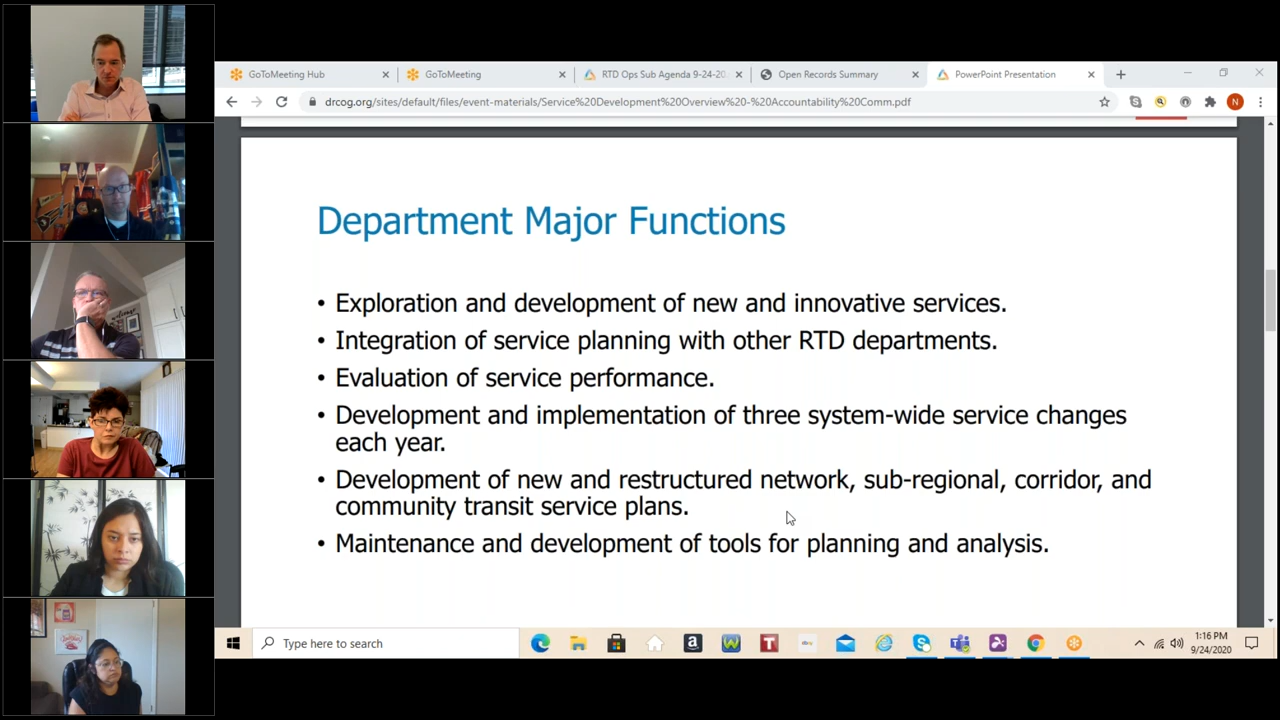 GoToMeeting Hub
GoToMeeting
RTD Ops Sub Agenda 9-24-20
Open Records Summary
PowerPoint Presentation
N
drcog.org/sites/default/files/event-materials/Service%20Development%20Overview%20-%20Accountability%20Comm.pdf
Department Major Functions
• Exploration and development of new and innovative services.
• Integration of service planning with other RTD departments.
• Evaluation of service performance.
• Development and implementation of three system-wide service changes
each year.
• Development of new and restructured network, sub-regional, corridor, and
community transit service plans.
• Maintenance and development of tools for planning and analysis.
Type here to search
1:16 PM
9/24/2020